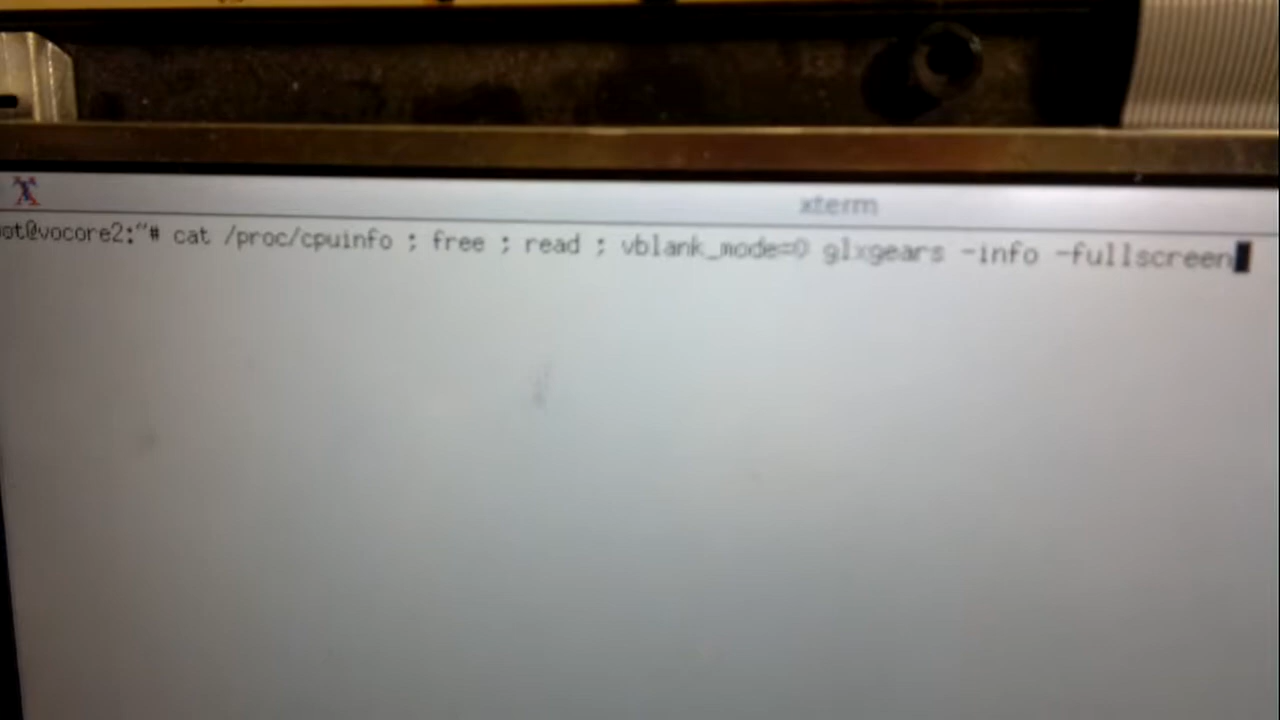 xterm
ot@vocore2:~# cat /proc/cpuinfo ; free ; read ; vblank_mode=0 glxgears -info -fullscreen